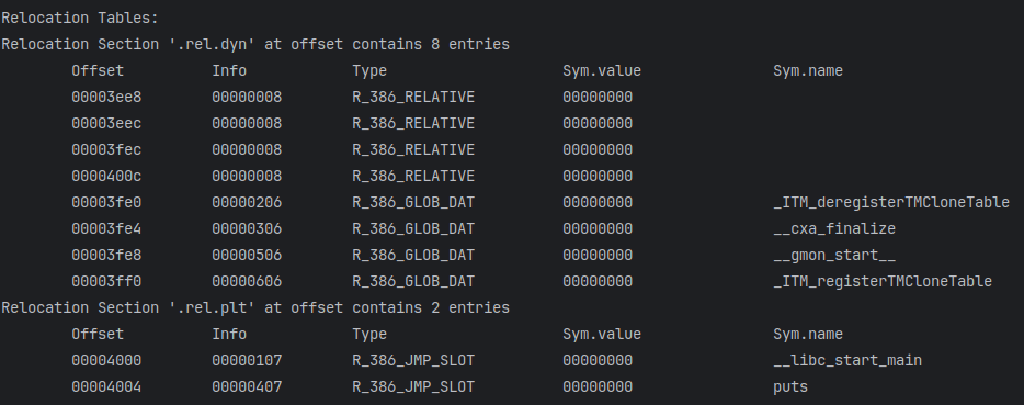 Relocation Tables:
Relocation Section '.rel.dyn' at offset contains 8 entries
Offset Info Type Sym.value Sym.name
00003ee8 00000008 R_386_RELATIVE 00000000
00003eec 00000008 R_386_RELATIVE 00000000
00003fec 00000008 R_386_RELATIVE 00000000
0000400c 00000008 R_386_RELATIVE 00000000
00003fe0 00000206 R_386_GLOB_DAT 00000000 _ITM_deregisterTMCloneTable
00003fe4 00000306 R_386_GLOB_DAT 00000000 __cxa_finalize
00003fe8 00000506 R_386_GLOB_DAT 00000000 __gmon_start__
00003ff0 00000606 R_386_GLOB_DAT 00000000 _ITM_registerTMCloneTable
Relocation Section '.rel.plt' at offset contains 2 entries
Offset Info Type Sym.value Sym.name
00004000 00000107 R_386_JMP_SLOT 00000000 __libc_start_main
00004004 00000407 R_386_JMP_SLOT 00000000 puts